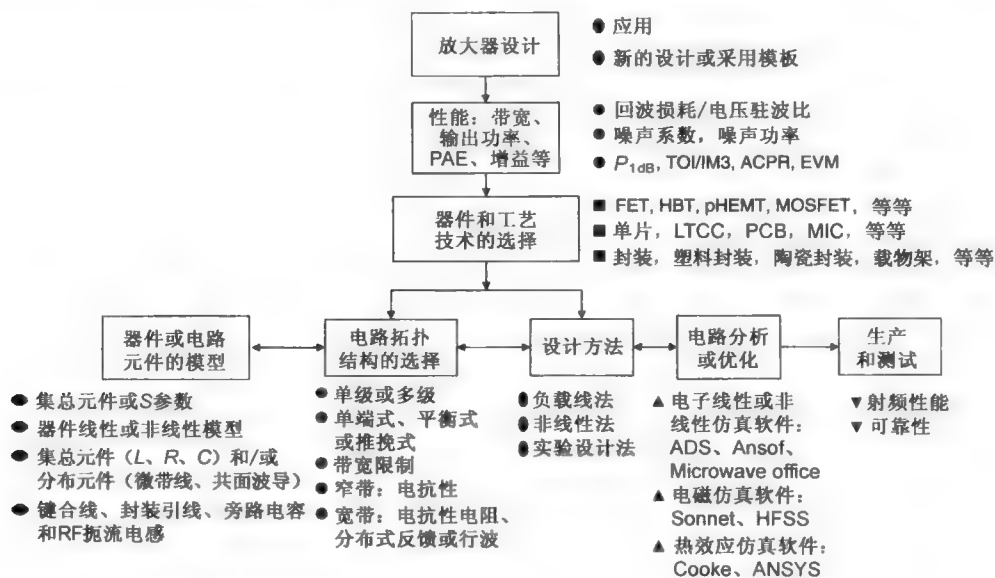 放大器设计
● 应用
● 新的设计或采用模板
性能：带宽、
输出功率、
PAE、增益等
● 回波损耗/电压驻波比
● 噪声系数，噪声功率
● P1dB, TOI/IM3, ACPR, EVM
器件和工艺
技术的选择
■ FET, HBT, pHEMT, MOSFET，等等
■ 单片，LTCC，PCB，MIC，等等
■ 封装，塑料封装，陶瓷封装，载物架，等等
器件或电路
元件的模型
● 集总元件或S参数
● 器件线性或非线性模型
● 集总元件（L、R、C）和/或
分布元件（微带线、共面波导）
● 键合线、封装引线、旁路电容
和RF扼流电感
电路拓扑
结构的选择
● 单级或多级
● 单端式、平衡式
或推挽式
● 带宽限制
● 窄带：电抗性
● 宽带：电抗性电阻、
分布式反馈或行波
设计方法
● 负载线法
● 非线性法
● 实验设计法
电路分析
或优化
▲ 电子线性或非
线性仿真软件：
ADS、Ansof、
Microwave office
▲ 电磁仿真软件：
Sonnet、HFSS
▲ 热效应仿真软件：
Cooke、ANSYS
生产
和测试
▼ 射频性能
▼ 可靠性